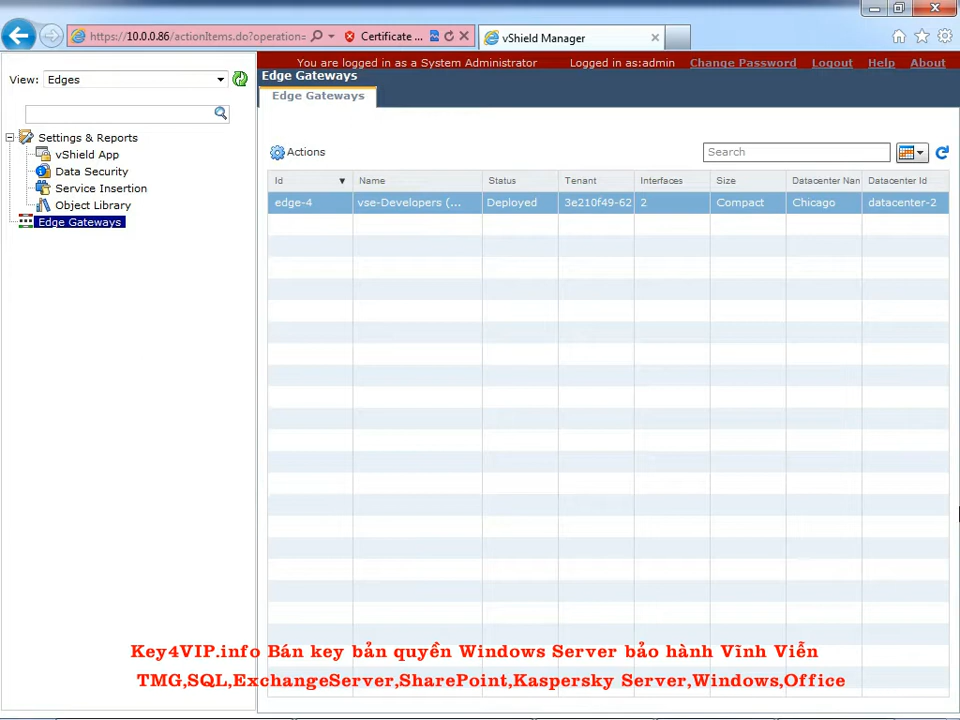 https://10.0.0.86/actionItems.do?operation=
Certificate ...
vShield Manager
You are logged in as a System Administrator
Logged in as:admin
Change Password
Logout
Help
About
View: Edges
Edge Gateways
Edge Gateways
Settings & Reports
vShield App
Data Security
Service Insertion
Object Library
Edge Gateways
Actions
Search
Id Name Status Tenant Interfaces Size Datacenter Nan Datacenter Id
edge-4 vse-Developers (... Deployed 3e210f49-62 2 Compact Chicago datacenter-2
Key4VIP.info Bán key bản quyền Windows Server bảo hành Vĩnh Viễn
TMG,SQL,ExchangeServer,SharePoint,Kaspersky Server,Windows,Office